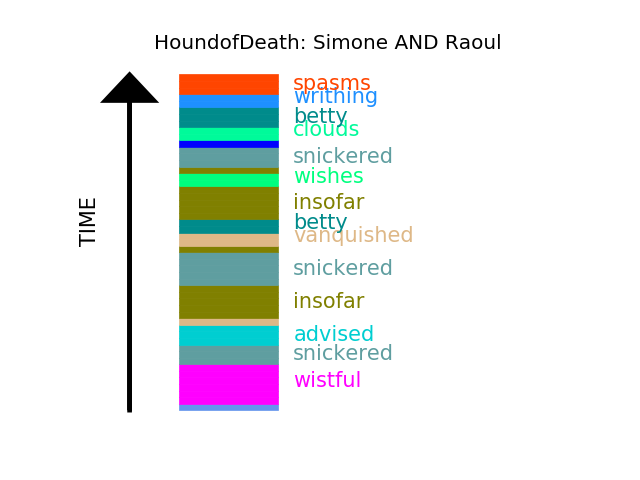 HoundofDeath: Simone AND Raoul
spasms
writhing
betty
clouds
snickered
wishes
insofar
betty
vanquished
snickered
insofar
advised
snickered
wistful
TIME